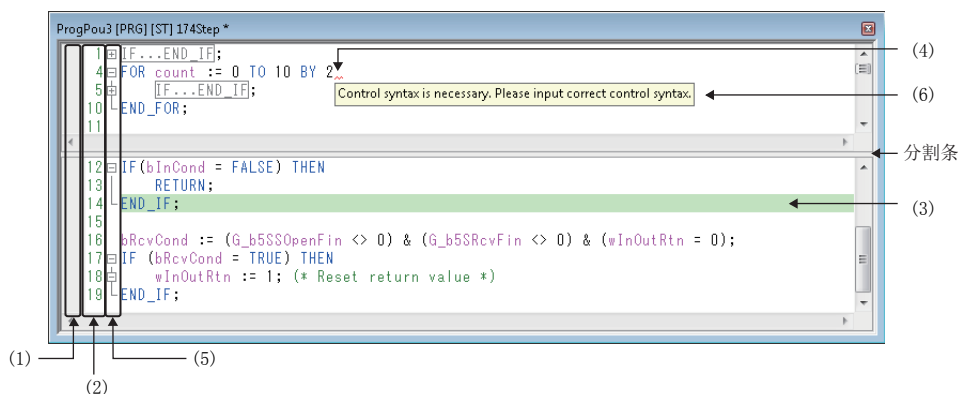 ProgPou3 [PRG] [ST] 174Step *
1 IF...END_IF;
4 FOR count := 0 TO 10 BY 2
5 IF...END_IF;
10 END_FOR;
11
Control syntax is necessary. Please input correct control syntax.
(4)
(6)
分割条
12 IF(bInCond = FALSE) THEN
13 RETURN;
14 END_IF;
(3)
15
16 bRcvCond := (G_b5SSOpenFin <> 0) & (G_b5SRcvFin <> 0) & (wInOutRtn = 0);
17 IF (bRcvCond = TRUE) THEN
18 wInOutRtn := 1; (* Reset return value *)
19 END_IF;
(1)
(2)
(5)